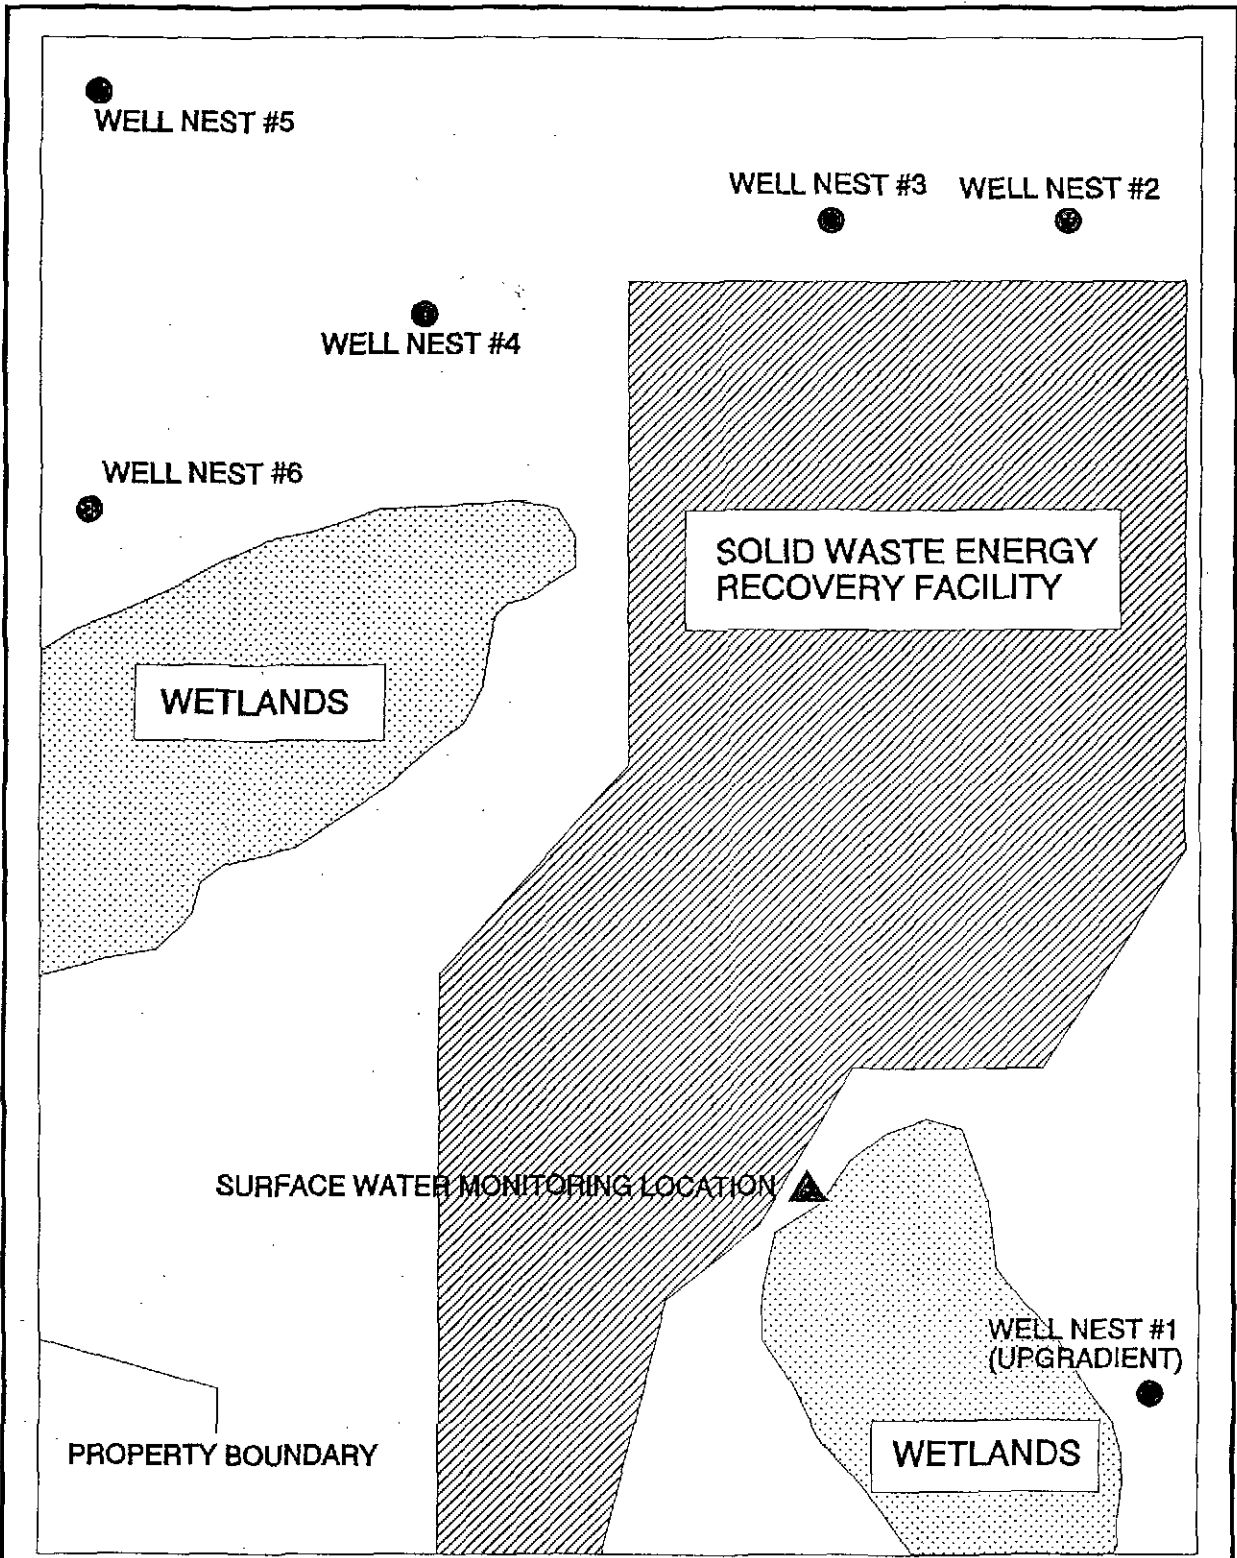 WELL NEST #5
WELL NEST #3
WELL NEST #2
WELL NEST #4
WELL NEST #6
SOLID WASTE ENERGY
RECOVERY FACILITY
WETLANDS
SURFACE WATER MONITORING LOCATION
WELL NEST #1
(UPGRADIENT)
PROPERTY BOUNDARY
WETLANDS